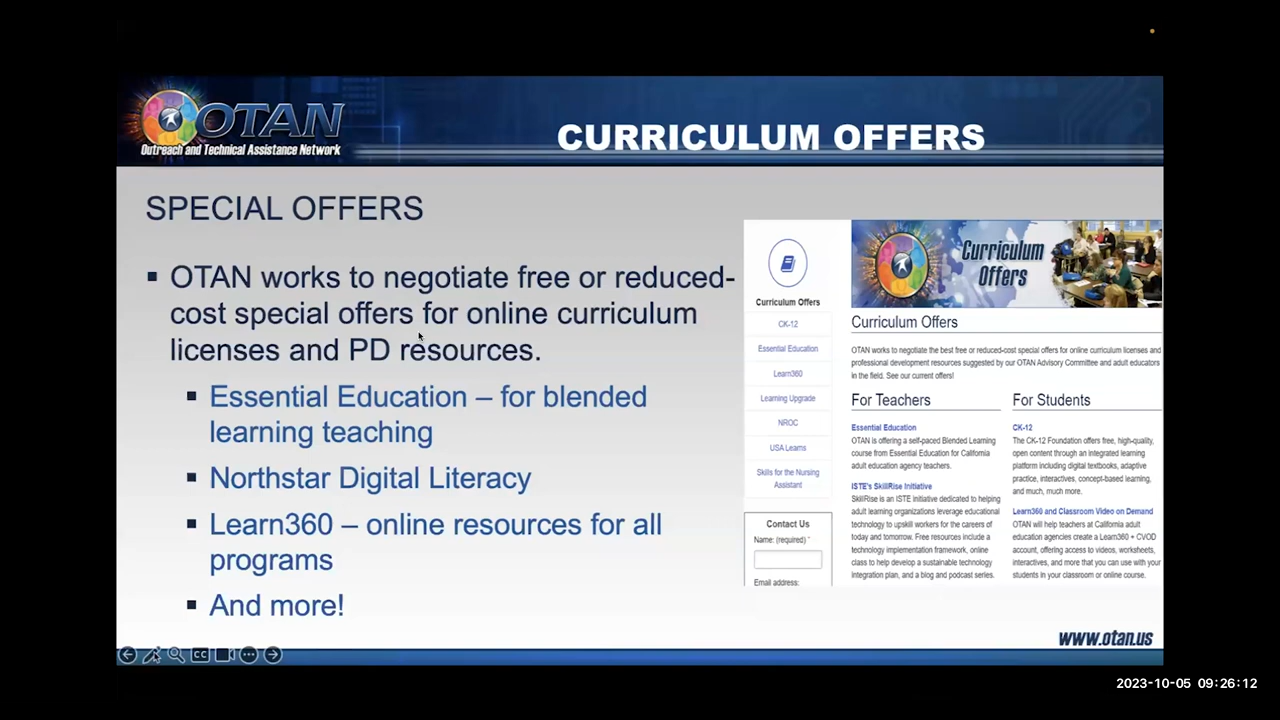 OTAN
Outreach and Technical Assistance Network
CURRICULUM OFFERS
SPECIAL OFFERS
▪ OTAN works to negotiate free or reduced-
cost special offers for online curriculum
licenses and PD resources.
▪ Essential Education – for blended
learning teaching
▪ Northstar Digital Literacy
▪ Learn360 – online resources for all
programs
▪ And more!
Curriculum Offers
CK-12
Essential Education
Learn360
Learning Upgrade
NROC
USA Learns
Skills for the Nursing
Assistant
Contact Us
Name: (required) *
Email address:
Curriculum
Offers
Curriculum Offers
OTAN works to negotiate the best free or reduced-cost special offers for online curriculum licenses and
professional development resources suggested by our OTAN Advisory Committee and adult educators
in the field. See our current offers!
For Teachers
Essential Education
OTAN is offering a self-paced Blended Learning
course from Essential Education for California
adult education agency teachers.
ISTE's SkillRise Initiative
SkillRise is an ISTE initiative dedicated to helping
adult learning organizations leverage educational
technology to upskill workers for the careers of
today and tomorrow. Free resources include a
technology implementation framework, online
class to help develop a sustainable technology
integration plan, and a blog and podcast series.
For Students
CK-12
The CK-12 Foundation offers free, high-quality,
open content through an integrated learning
platform including digital textbooks, adaptive
practice, interactives, concept-based learning,
and much, much more.
Learn360 and Classroom Video on Demand
OTAN will help teachers at California adult
education agencies create a Learn360 + CVOD
account, offering access to videos, worksheets,
interactives, and more that you can use with your
students in your classroom or online course.
www.otan.us
CC
2023-10-05 09:26:12